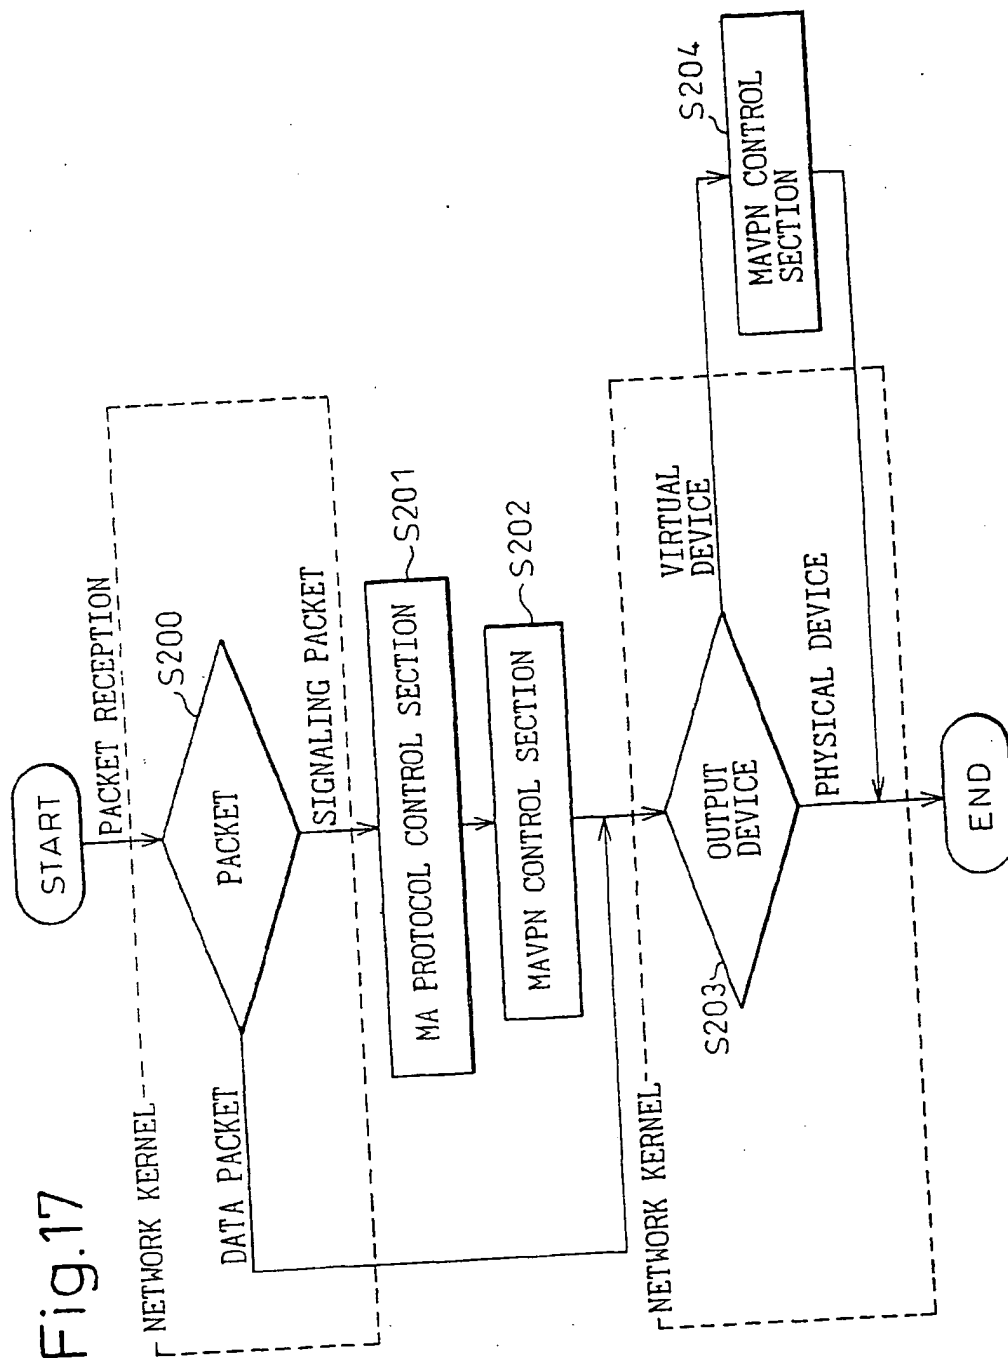 Fig.17
START
PACKET RECEPTION
NETWORK KERNEL
S200
PACKET
DATA PACKET
SIGNALING PACKET
S201
MA PROTOCOL CONTROL SECTION
S202
MAVPN CONTROL SECTION
NETWORK KERNEL
S203
OUTPUT
DEVICE
VIRTUAL
DEVICE
S204
MAVPN CONTROL
SECTION
PHYSICAL DEVICE
END